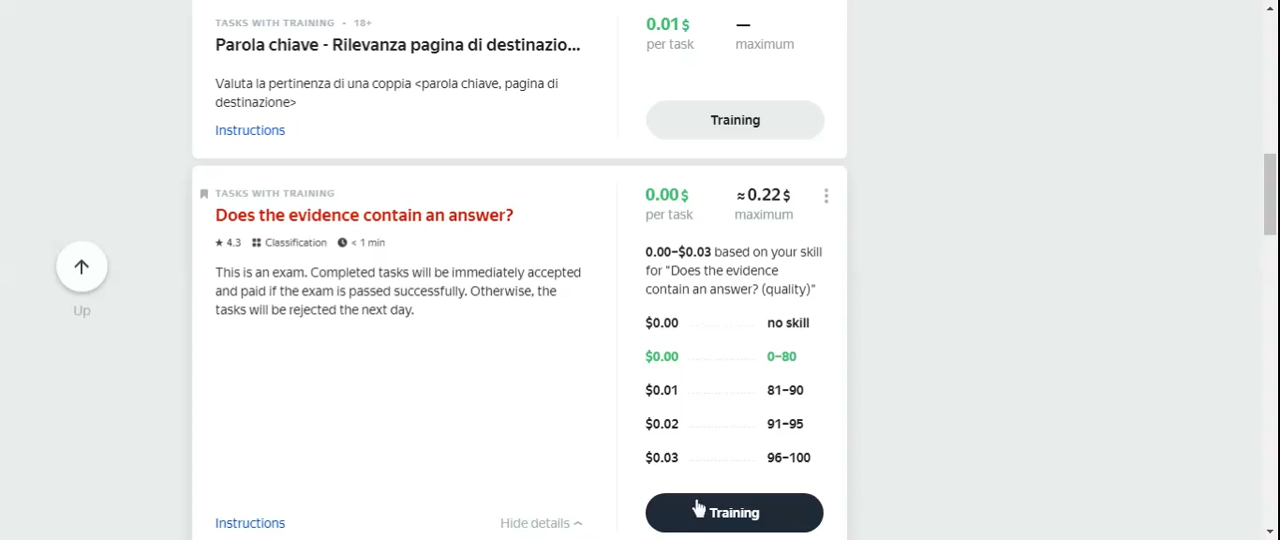 TASKS WITH TRAINING • 18+
Parola chiave - Rilevanza pagina di destinazio...
Valuta la pertinenza di una coppia <parola chiave, pagina di
destinazione>
Instructions
0.01$ —
per task maximum
Training
TASKS WITH TRAINING
Does the evidence contain an answer?
★ 4.3 Classification < 1 min
This is an exam. Completed tasks will be immediately accepted
and paid if the exam is passed successfully. Otherwise, the
tasks will be rejected the next day.
Instructions
Hide details
0.00$ ≈0.22$
per task maximum
0.00–$0.03 based on your skill
for "Does the evidence
contain an answer? (quality)"
$0.00 no skill
$0.00 0–80
$0.01 81–90
$0.02 91–95
$0.03 96–100
Training
Up